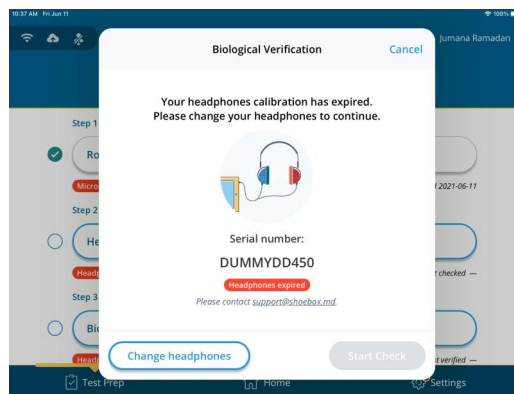 10:37 AM Fri Jun 11
100%
Jumana Ramadan
Biological Verification
Cancel
Your headphones calibration has expired.
Please change your headphones to continue.
Serial number:
DUMMYDD450
Headphones expired
Please contact support@shoebox.md.
Change headphones
Start Check
Step 1
2021-06-11
Step 2
checked —
Step 3
verified —
Test Prep
Home
Settings